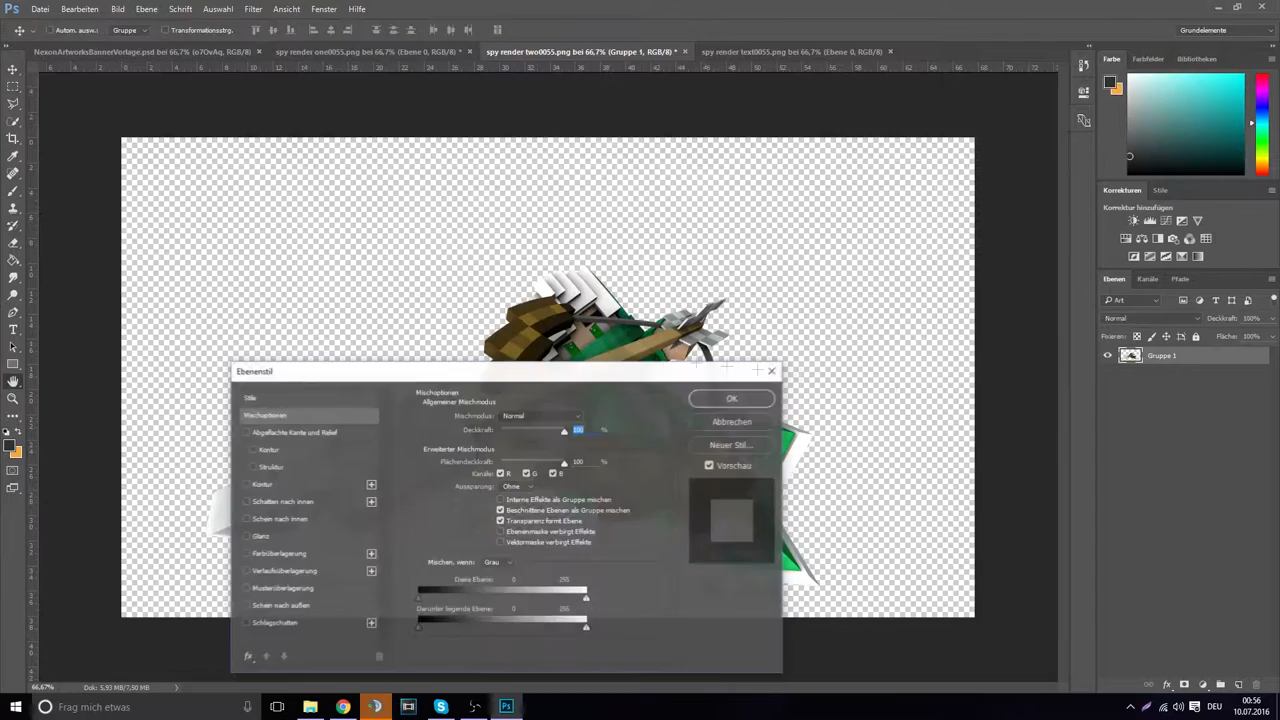 Ps Datei Bearbeiten Bild Ebene Schrift Auswahl Filter Ansicht Fenster Hilfe
Autom. ausw.: Gruppe Transformationsstrg. Grundelemente
NexonArtworksBannerVorlage.psd bei 66,7% (o7OvAq, RGB/8) × spy render one0055.png bei 66,7% (Ebene 0, RGB/8) * × spy render two0055.png bei 66,7% (Gruppe 1, RGB/8) * × spy render text0055.png bei 66,7% (Ebene 0, RGB/8) ×
Farbe Farbfelder Bibliotheken
Korrekturen Stile
Korrektur hinzufügen
Ebenen Kanäle Pfade
Art
Normal Deckkraft: 100%
Fixieren: Fläche: 100%
Gruppe 1
Ebenenstil
Stile
Mischoptionen
Abgeflachte Kante und Relief
Kontur
Struktur
Kontur
Schatten nach innen
Schein nach innen
Glanz
Farbüberlagerung
Verlaufsüberlagerung
Musterüberlagerung
Schein nach außen
Schlagschatten
fx
Mischoptionen
Allgemeiner Mischmodus
Mischmodus: Normal
Deckkraft: 100 %
Erweiterter Mischmodus
Flächendeckkraft: 100 %
Kanäle: R G B
Aussparung: Ohne
Interne Effekte als Gruppe mischen
Beschnittene Ebenen als Gruppe mischen
Transparenz formt Ebene
Ebenenmaske verbirgt Effekte
Vektormaske verbirgt Effekte
Mischen, wenn: Grau
Diese Ebene: 0 255
Darunter liegende Ebene: 0 255
OK
Abbrechen
Neuer Stil...
Vorschau
66,67% Dok: 5,93 MB/7,50 MB
Frag mich etwas
DEU
00:56
10.07.2016